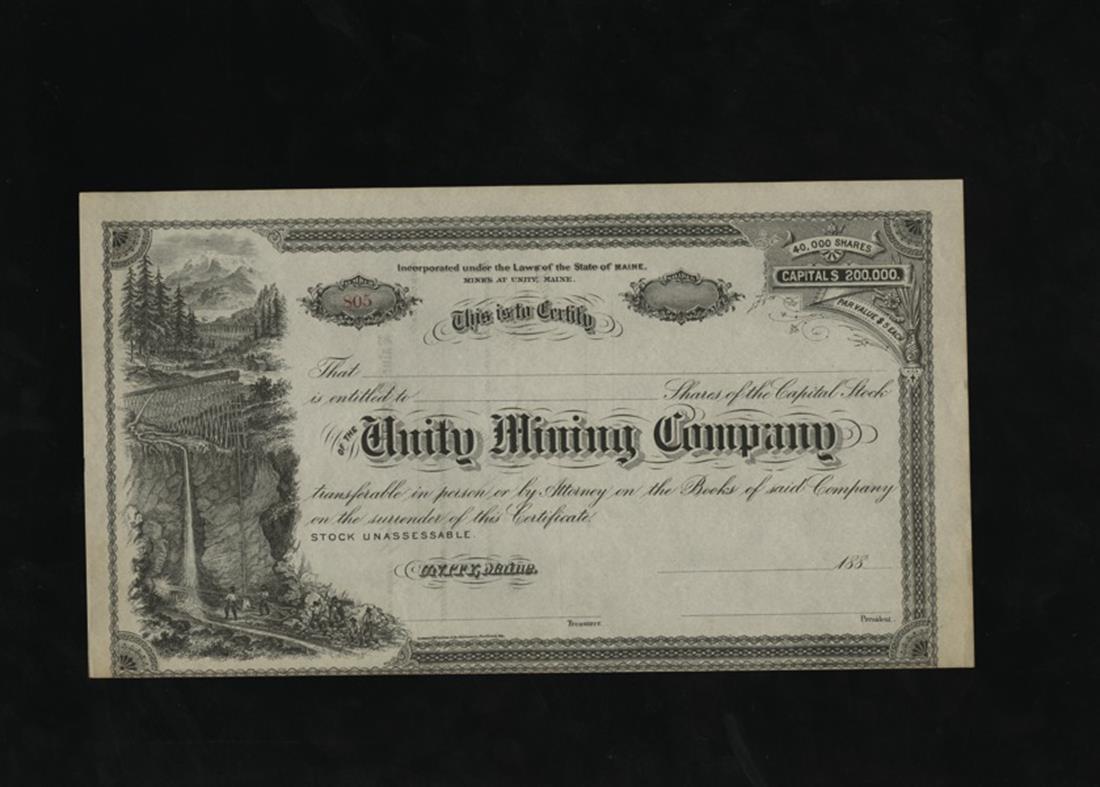 Incorporated under the Laws of the State of MAINE.
MINES AT UNITY, MAINE.
805
40,000 SHARES
CAPITAL $ 200.000.
PAR VALUE $ 5 EACH
This is to Certify
That
is entitled to Shares of the Capital Stock
OF THE Unity Mining Company
transferable in person or by Attorney on the Books of said Company
on the surrender of this Certificate.
STOCK UNASSESSABLE.
UNITY, Maine. 188
Treasurer. President.